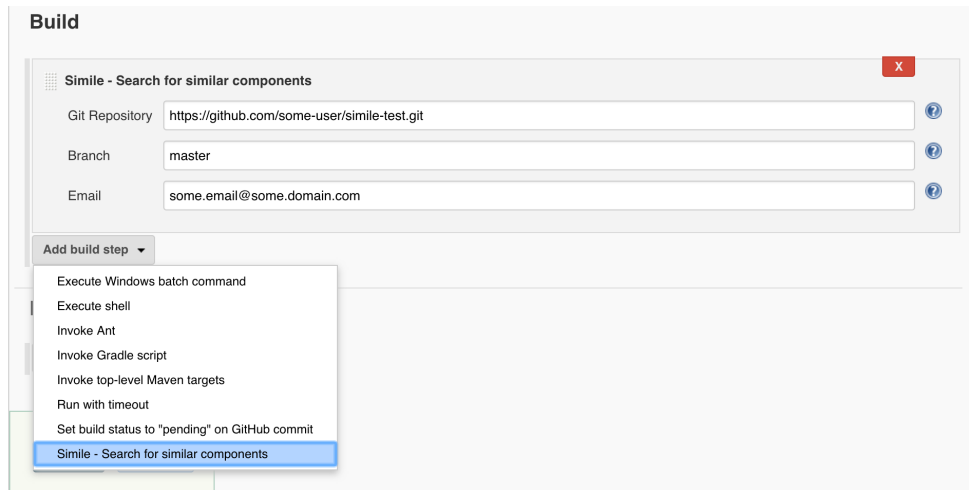 Build
Simile - Search for similar components
X
Git Repository https://github.com/some-user/simile-test.git ?
Branch master ?
Email some.email@some.domain.com ?
Add build step
Execute Windows batch command
Execute shell
Invoke Ant
Invoke Gradle script
Invoke top-level Maven targets
Run with timeout
Set build status to "pending" on GitHub commit
Simile - Search for similar components